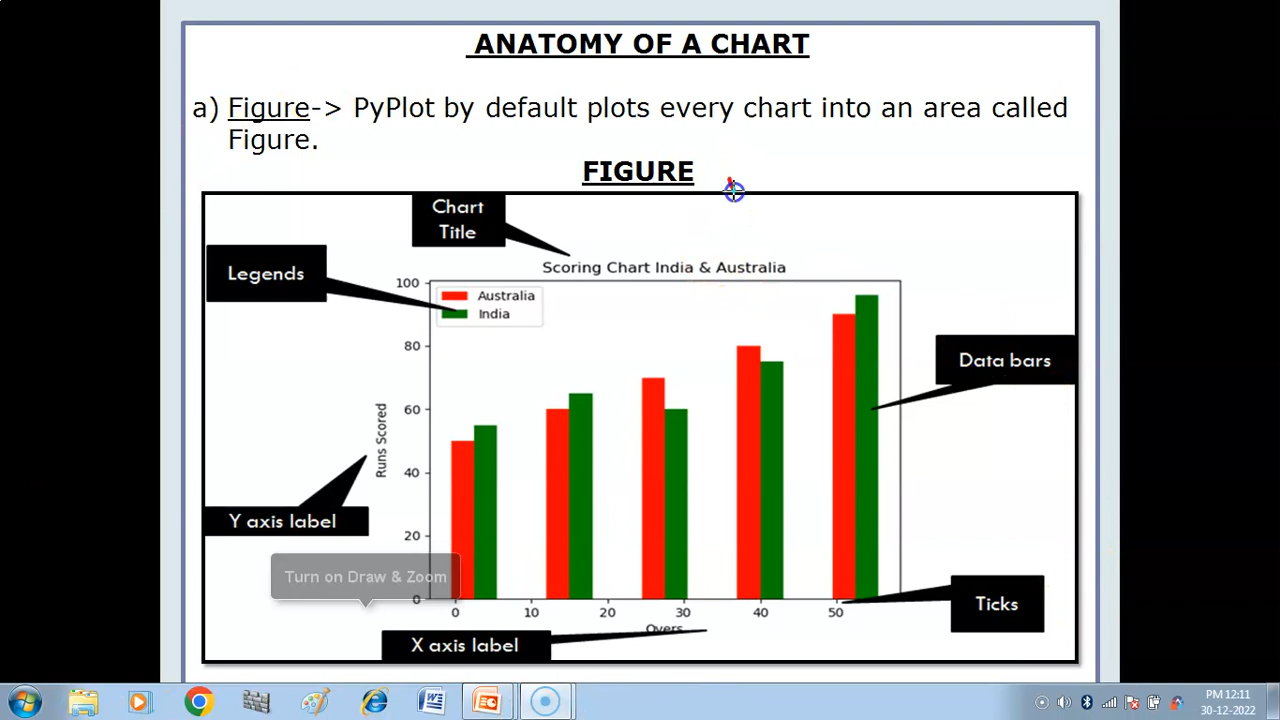 ANATOMY OF A CHART
a) Figure-> PyPlot by default plots every chart into an area called
Figure.
FIGURE
Chart
Title
Legends
Scoring Chart India & Australia
100
80
60
40
20
0
Runs Scored
Australia
India
Data bars
Y axis label
Turn on Draw & Zoom
Ticks
0 10 20 30 40 50
Overs
X axis label
PM 12:11
30-12-2022